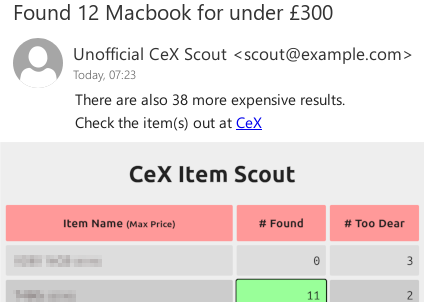 Found 12 Macbook for under £300
Unofficial CeX Scout <scout@example.com>
Today, 07:23
There are also 38 more expensive results.
Check the item(s) out at CeX
CeX Item Scout
Item Name (Max Price) # Found # Too Dear
0 3
11 2